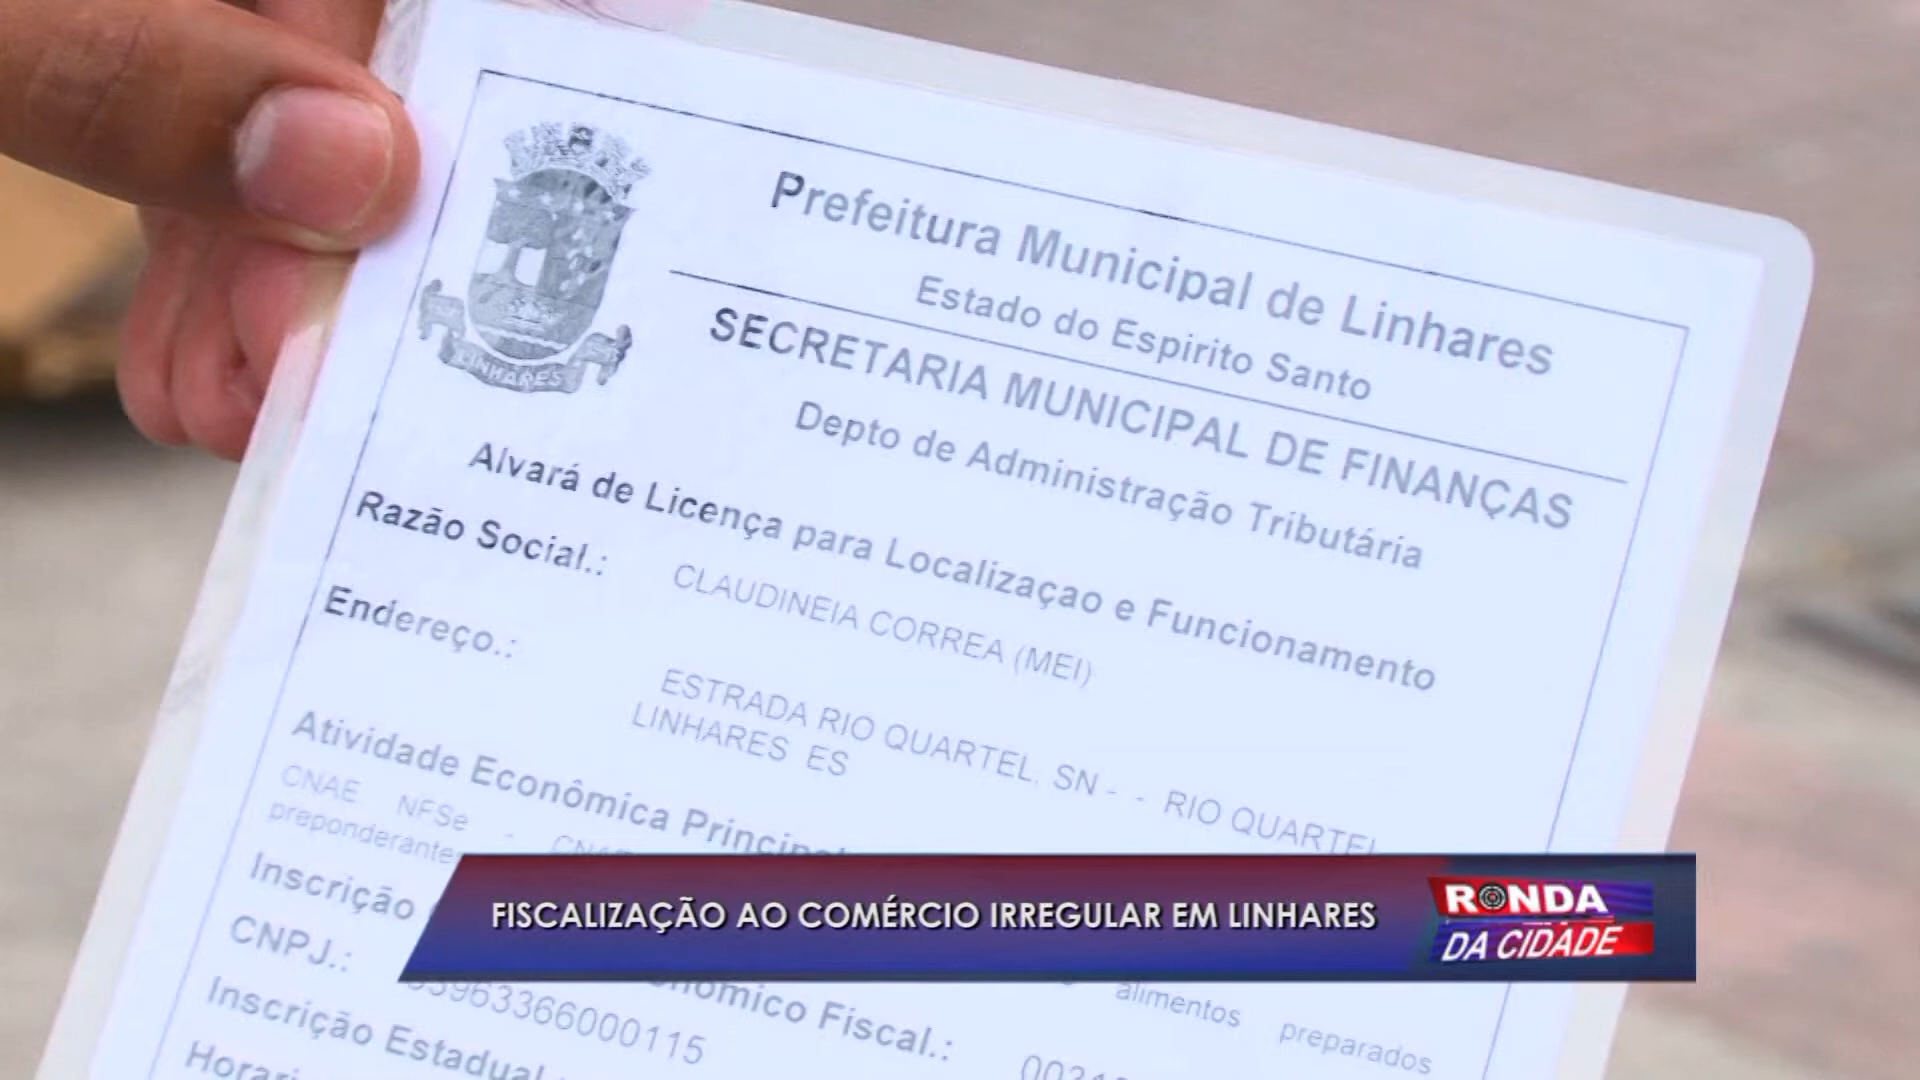 Prefeitura Municipal de Linhares
Estado do Espirito Santo
SECRETARIA MUNICIPAL DE FINANÇAS
Depto de Administração Tributária
LINHARES
Alvará de Licença para Localizaçao e Funcionamento
Razão Social.: CLAUDINEIA CORREA (MEI)
Endereço.: ESTRADA RIO QUARTEL, SN - - RIO QUARTEL
LINHARES ES
Atividade Econômica Principal
CNAE NFSe -
preponderante
alimentos preparados
Inscrição Fiscal.:
CNPJ.: 3963366000115
Inscrição Estadual
FISCALIZAÇÃO AO COMÉRCIO IRREGULAR EM LINHARES
RONDA
DA CIDADE